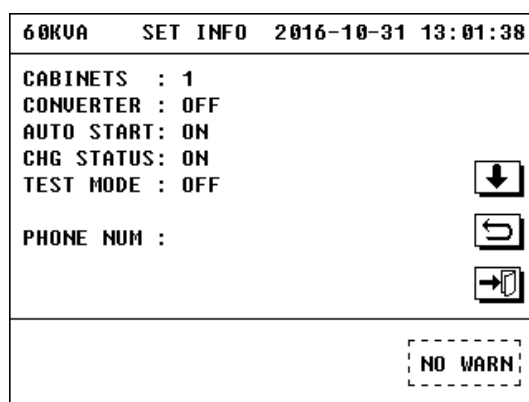 60KVA SET INFO 2016-10-31 13:01:38
CABINETS : 1
CONVERTER : OFF
AUTO START: ON
CHG STATUS: ON
TEST MODE : OFF
PHONE NUM :
NO WARN